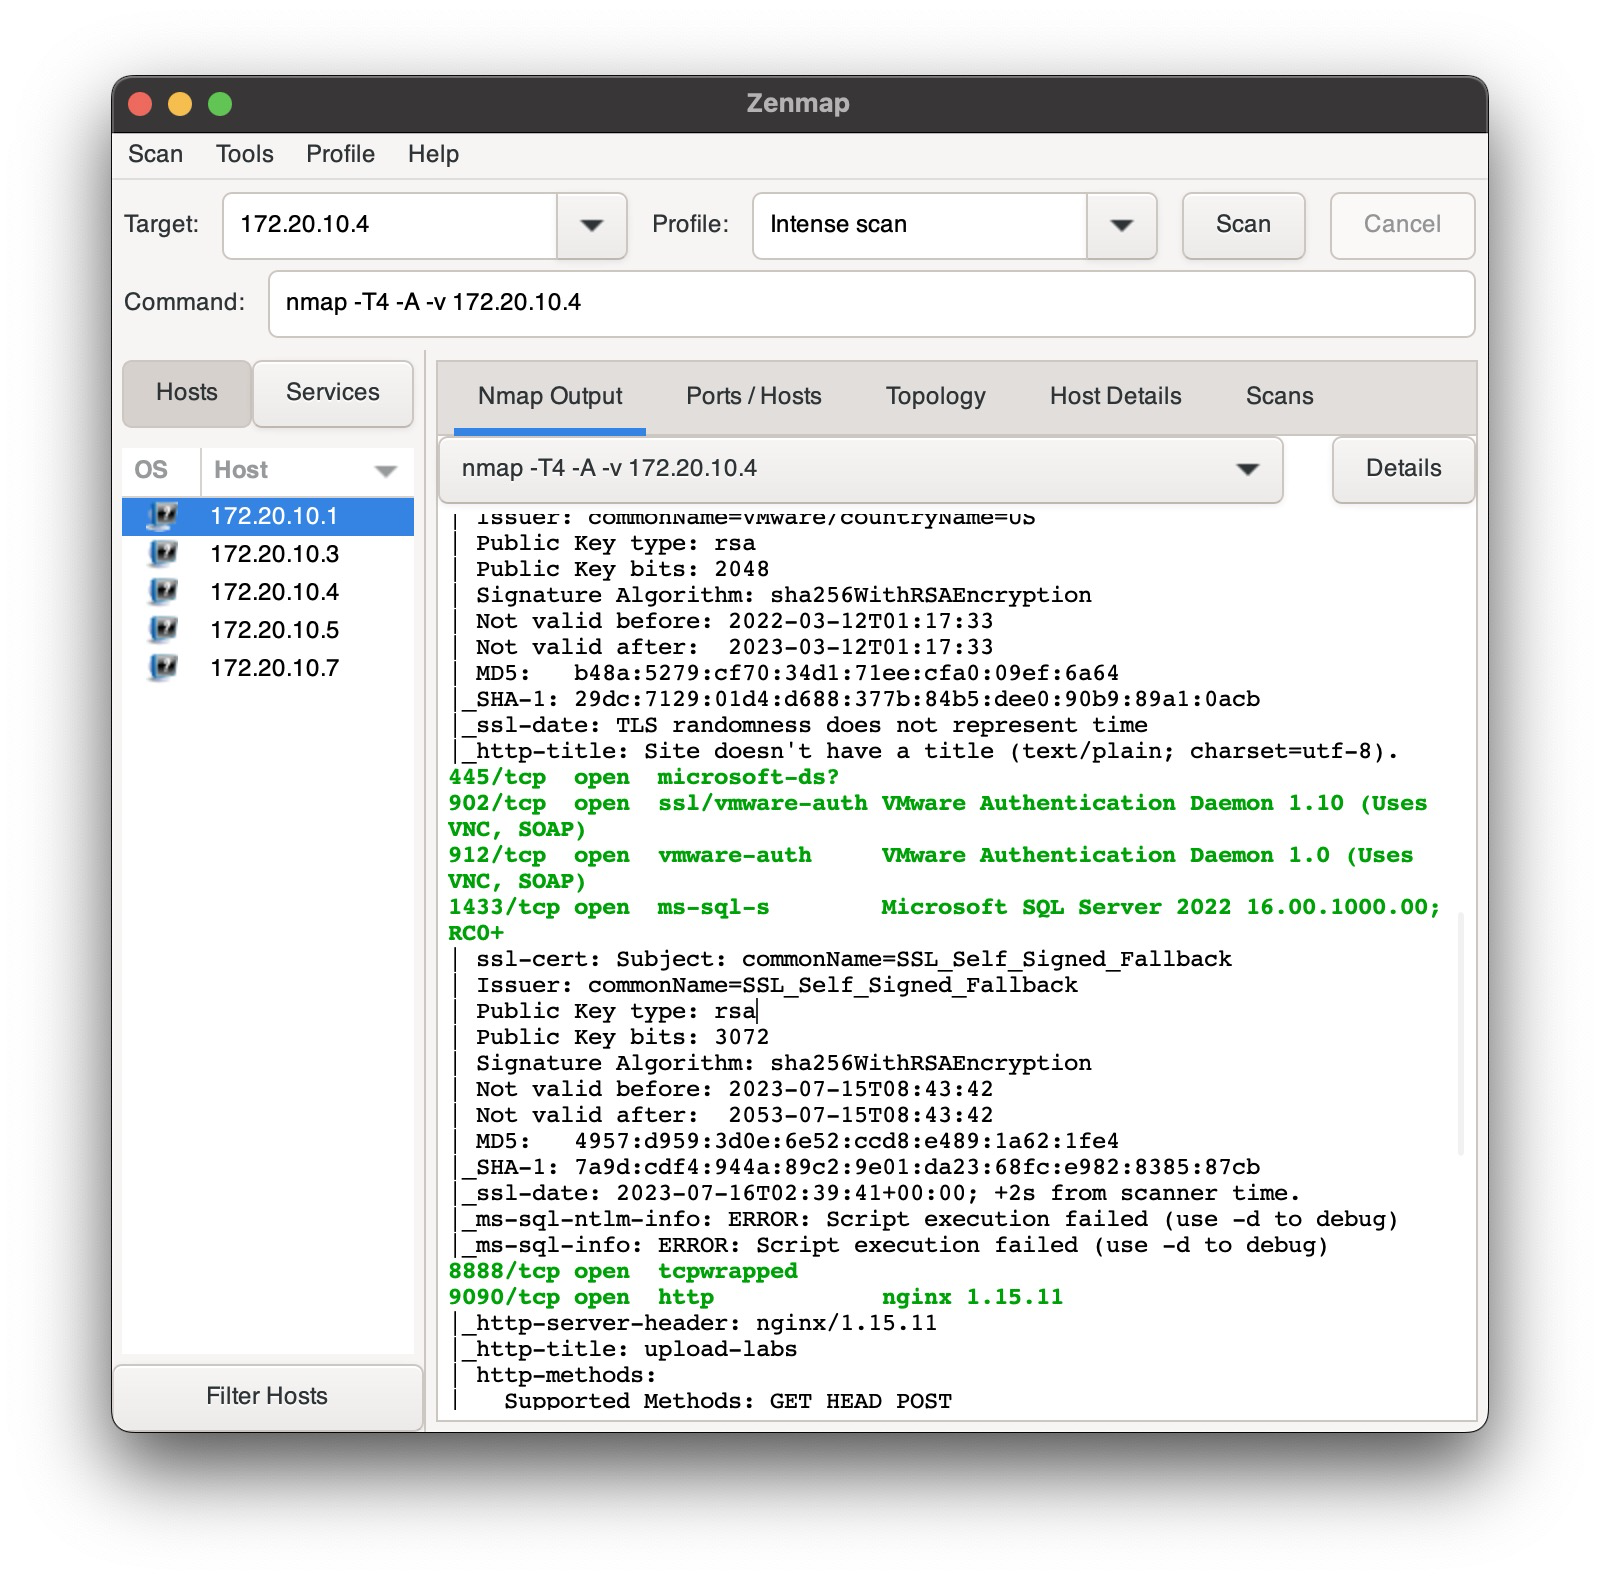 Zenmap
Scan Tools Profile Help
Target: 172.20.10.4 Profile: Intense scan Scan Cancel
Command: nmap -T4 -A -v 172.20.10.4
Hosts Services
Nmap Output Ports / Hosts Topology Host Details Scans
OS Host
172.20.10.1
172.20.10.3
172.20.10.4
172.20.10.5
172.20.10.7
Filter Hosts
nmap -T4 -A -v 172.20.10.4 Details
| Issuer: commonName=VMware/countryName=US
| Public Key type: rsa
| Public Key bits: 2048
| Signature Algorithm: sha256WithRSAEncryption
| Not valid before: 2022-03-12T01:17:33
| Not valid after:  2023-03-12T01:17:33
| MD5:   b48a:5279:cf70:34d1:71ee:cfa0:09ef:6a64
|_SHA-1: 29dc:7129:01d4:d688:377b:84b5:dee0:90b9:89a1:0acb
|_ssl-date: TLS randomness does not represent time
|_http-title: Site doesn't have a title (text/plain; charset=utf-8).
445/tcp  open  microsoft-ds?
902/tcp  open  ssl/vmware-auth VMware Authentication Daemon 1.10 (Uses
VNC, SOAP)
912/tcp  open  vmware-auth     VMware Authentication Daemon 1.0 (Uses
VNC, SOAP)
1433/tcp open  ms-sql-s        Microsoft SQL Server 2022 16.00.1000.00;
RC0+
| ssl-cert: Subject: commonName=SSL_Self_Signed_Fallback
| Issuer: commonName=SSL_Self_Signed_Fallback
| Public Key type: rsa
| Public Key bits: 3072
| Signature Algorithm: sha256WithRSAEncryption
| Not valid before: 2023-07-15T08:43:42
| Not valid after:  2053-07-15T08:43:42
| MD5:   4957:d959:3d0e:6e52:ccd8:e489:1a62:1fe4
|_SHA-1: 7a9d:cdf4:944a:89c2:9e01:da23:68fc:e982:8385:87cb
|_ssl-date: 2023-07-16T02:39:41+00:00; +2s from scanner time.
|_ms-sql-ntlm-info: ERROR: Script execution failed (use -d to debug)
|_ms-sql-info: ERROR: Script execution failed (use -d to debug)
8888/tcp open  tcpwrapped
9090/tcp open  http            nginx 1.15.11
|_http-server-header: nginx/1.15.11
|_http-title: upload-labs
| http-methods:
|   Supported Methods: GET HEAD POST